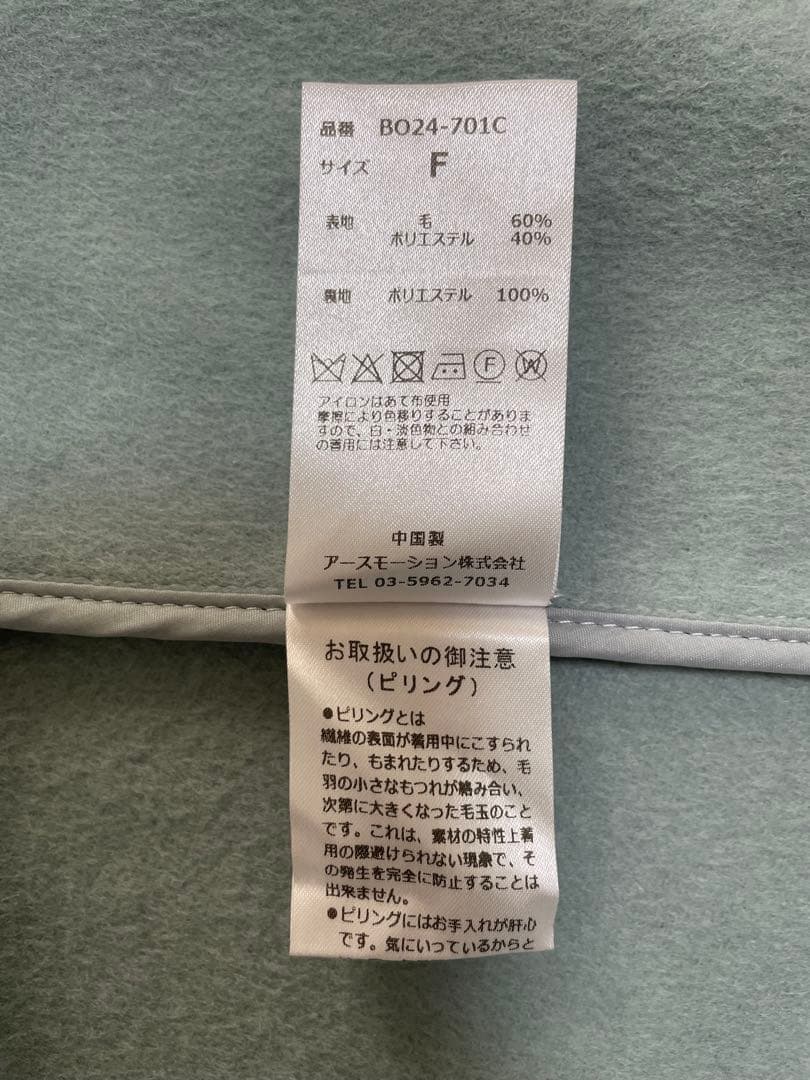 品番 BO24-701C
サイズ F
表地 毛 60%
ポリエステル 40%
裏地 ポリエステル 100%
アイロンはあて布使用
摩擦により色移りすることがありま
すので、白・淡色物との組み合わせ
の着用には注意して下さい。
中国製
アースモーション株式会社
TEL 03-5962-7034
お取扱いの御注意
（ピリング）
●ピリングとは
繊維の表面が着用中にこすられ
たり、もまれたりするため、毛
羽の小さなもつれが絡み合い、
次第に大きくなった毛玉のこと
です。これは、素材の特性上着
用の際避けられない現象で、そ
の発生を完全に防止することは
出来ません。
●ピリングにはお手入れが肝心
です。気にいっているからと